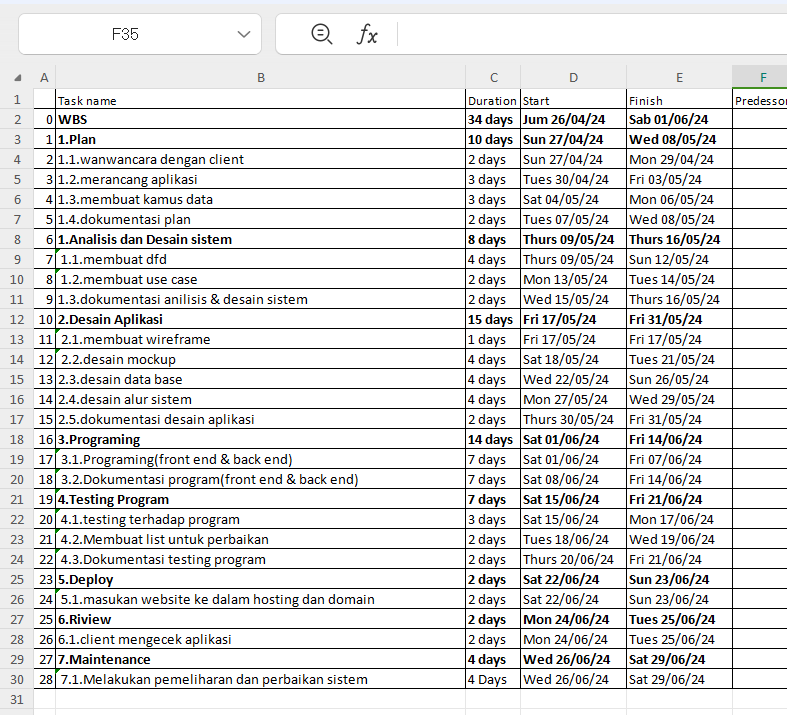 F35
fx
A B C D E F
1 Task name Duration Start Finish Predessor
2 0 WBS 34 days Jum 26/04/24 Sab 01/06/24
3 1 1.Plan 10 days Sun 27/04/24 Wed 08/05/24
4 2 1.1.wanwancara dengan client 2 days Sun 27/04/24 Mon 29/04/24
5 3 1.2.merancang aplikasi 3 days Tues 30/04/24 Fri 03/05/24
6 4 1.3.membuat kamus data 3 days Sat 04/05/24 Mon 06/05/24
7 5 1.4.dokumentasi plan 2 days Tues 07/05/24 Wed 08/05/24
8 6 1.Analisis dan Desain sistem 8 days Thurs 09/05/24 Thurs 16/05/24
9 7 1.1.membuat dfd 4 days Thurs 09/05/24 Sun 12/05/24
10 8 1.2.membuat use case 2 days Mon 13/05/24 Tues 14/05/24
11 9 1.3.dokumentasi anilisis & desain sistem 2 days Wed 15/05/24 Thurs 16/05/24
12 10 2.Desain Aplikasi 15 days Fri 17/05/24 Fri 31/05/24
13 11 2.1.membuat wireframe 1 days Fri 17/05/24 Fri 17/05/24
14 12 2.2.desain mockup 4 days Sat 18/05/24 Tues 21/05/24
15 13 2.3.desain data base 4 days Wed 22/05/24 Sun 26/05/24
16 14 2.4.desain alur sistem 4 days Mon 27/05/24 Wed 29/05/24
17 15 2.5.dokumentasi desain aplikasi 2 days Thurs 30/05/24 Fri 31/05/24
18 16 3.Programing 14 days Sat 01/06/24 Fri 14/06/24
19 17 3.1.Programing(front end & back end) 7 days Sat 01/06/24 Fri 07/06/24
20 18 3.2.Dokumentasi program(front end & back end) 7 days Sat 08/06/24 Fri 14/06/24
21 19 4.Testing Program 7 days Sat 15/06/24 Fri 21/06/24
22 20 4.1.testing terhadap program 3 days Sat 15/06/24 Mon 17/06/24
23 21 4.2.Membuat list untuk perbaikan 2 days Tues 18/06/24 Wed 19/06/24
24 22 4.3.Dokumentasi testing program 2 days Thurs 20/06/24 Fri 21/06/24
25 23 5.Deploy 2 days Sat 22/06/24 Sun 23/06/24
26 24 5.1.masukan website ke dalam hosting dan domain 2 days Sat 22/06/24 Sun 23/06/24
27 25 6.Riview 2 days Mon 24/06/24 Tues 25/06/24
28 26 6.1.client mengecek aplikasi 2 days Mon 24/06/24 Tues 25/06/24
29 27 7.Maintenance 4 days Wed 26/06/24 Sat 29/06/24
30 28 7.1.Melakukan pemeliharan dan perbaikan sistem 4 Days Wed 26/06/24 Sat 29/06/24
31